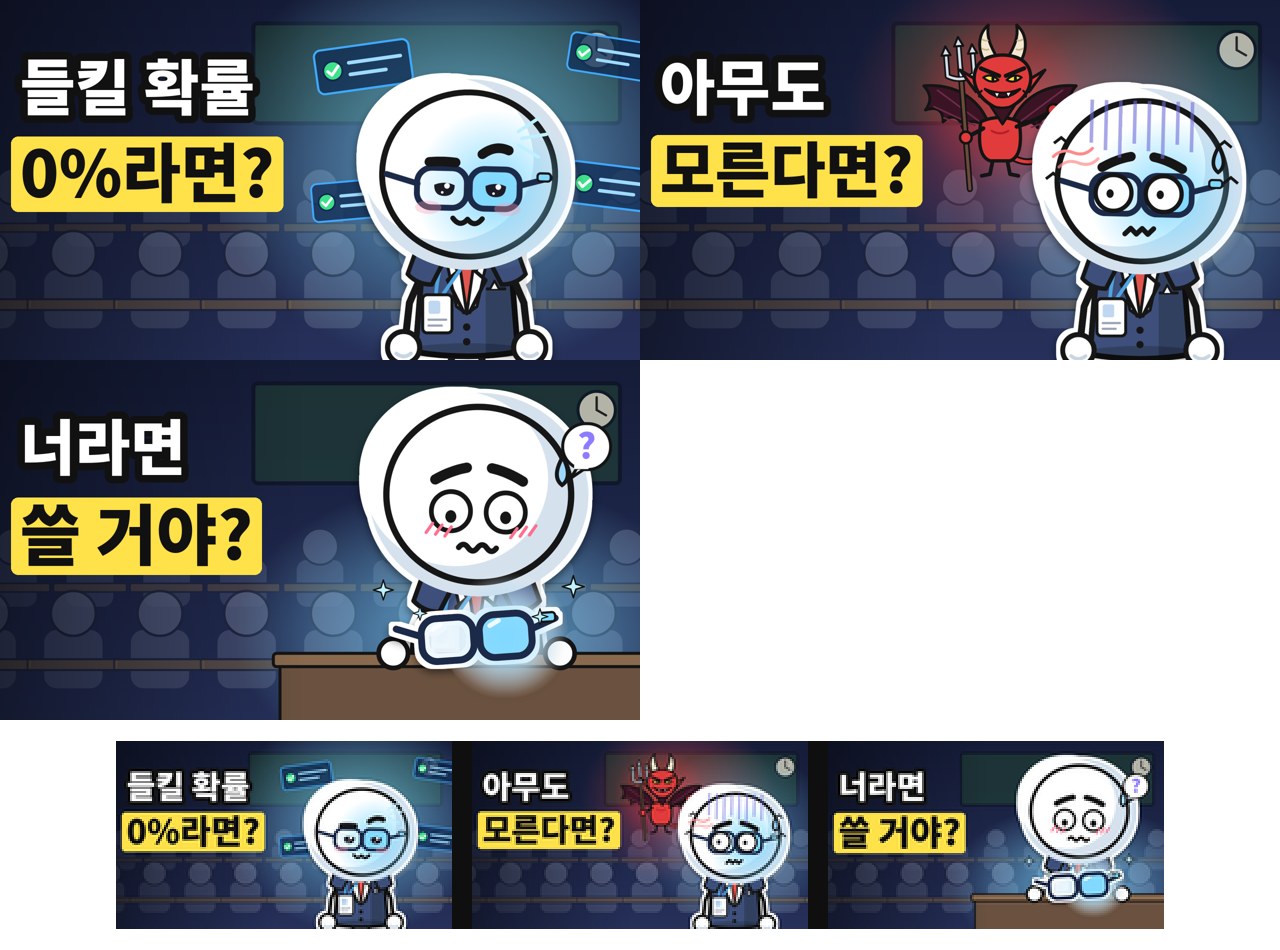 들킬 확률
0%라면?
아무도
모른다면?
너라면
쓸 거야?
?
들킬 확률
0%라면?
아무도
모른다면?
너라면
쓸 거야?
?